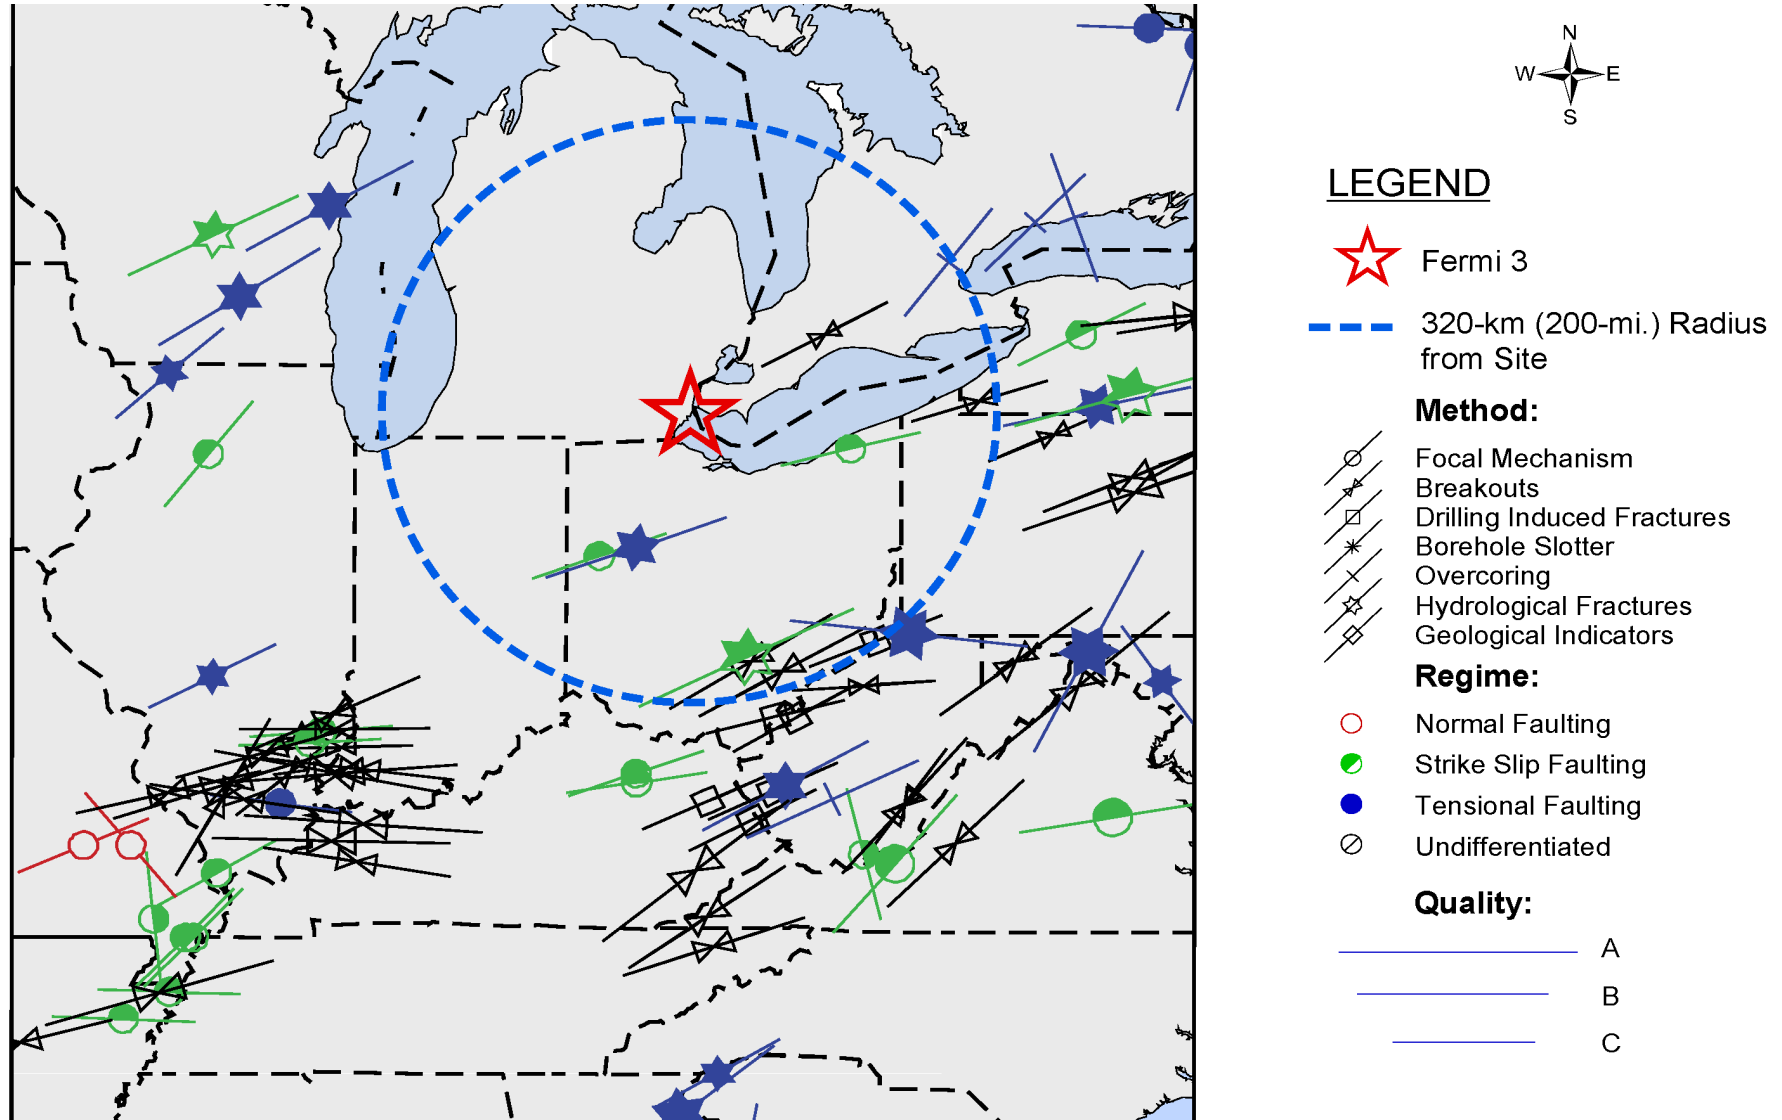 N
W E
S
LEGEND
Fermi 3
320-km (200-mi.) Radius
from Site
Method:
Focal Mechanism
Breakouts
Drilling Induced Fractures
Borehole Slotter
Overcoring
Hydrological Fractures
Geological Indicators
Regime:
Normal Faulting
Strike Slip Faulting
Tensional Faulting
Undifferentiated
Quality:
A
B
C